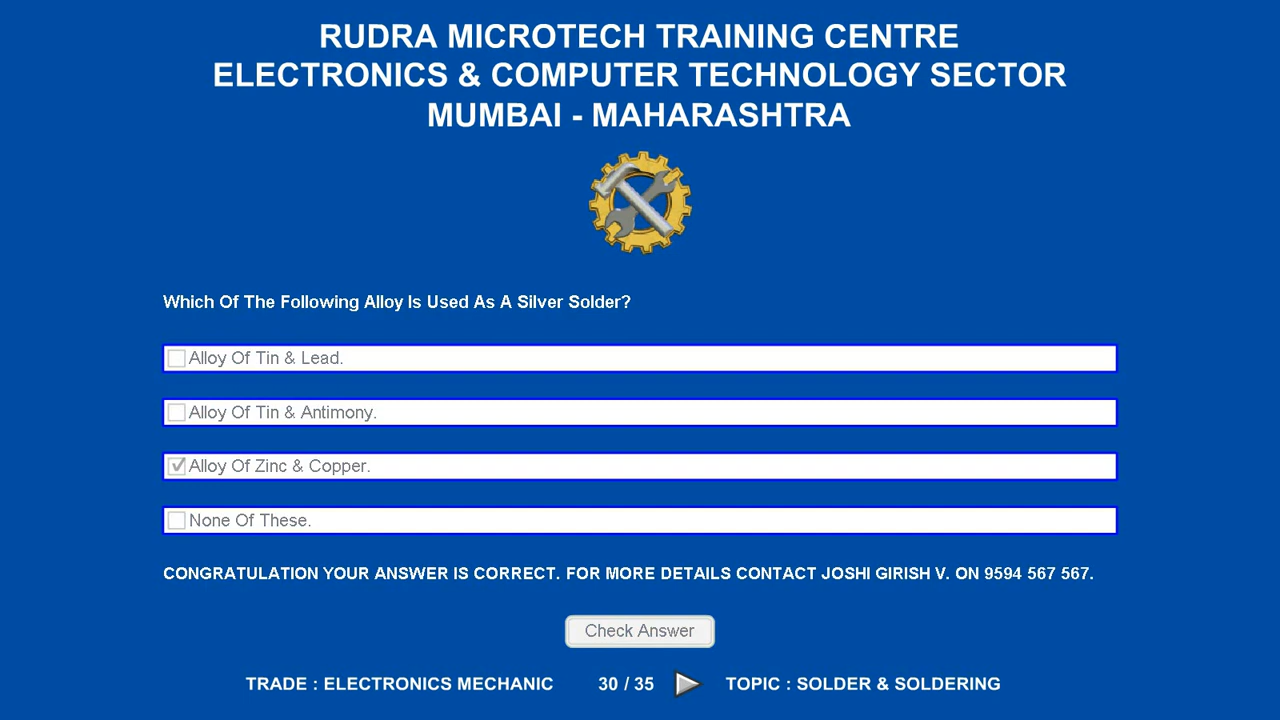 RUDRA MICROTECH TRAINING CENTRE
ELECTRONICS & COMPUTER TECHNOLOGY SECTOR
MUMBAI - MAHARASHTRA
Which Of The Following Alloy Is Used As A Silver Solder?
Alloy Of Tin & Lead.
Alloy Of Tin & Antimony.
Alloy Of Zinc & Copper.
None Of These.
CONGRATULATION YOUR ANSWER IS CORRECT. FOR MORE DETAILS CONTACT JOSHI GIRISH V. ON 9594 567 567.
Check Answer
TRADE : ELECTRONICS MECHANIC 30 / 35 TOPIC : SOLDER & SOLDERING